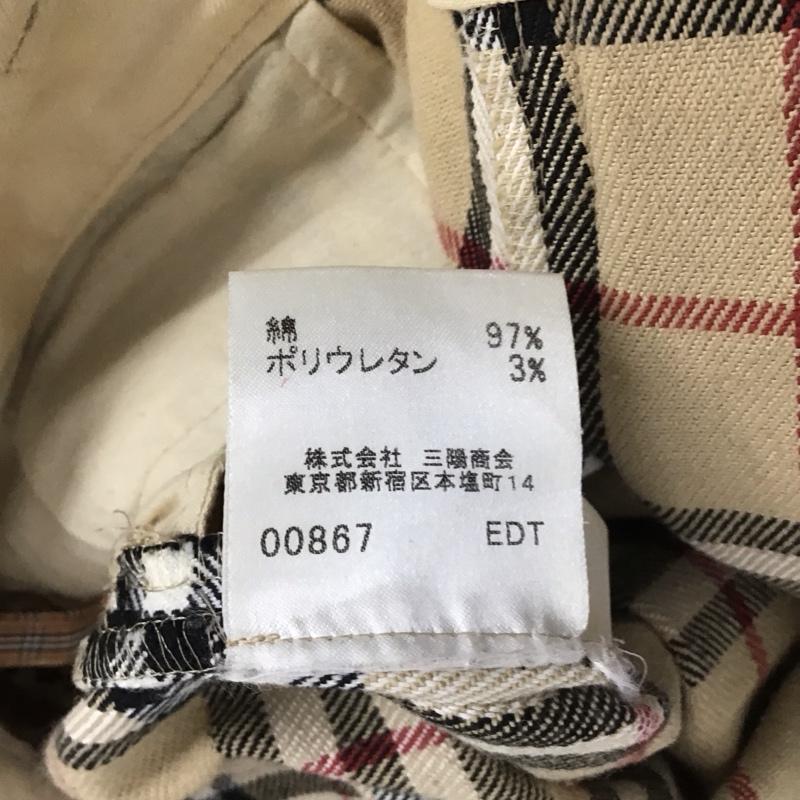 綿 97%
ポリウレタン 3%
株式会社 三陽商会
東京都新宿区本塩町14
00867 EDT